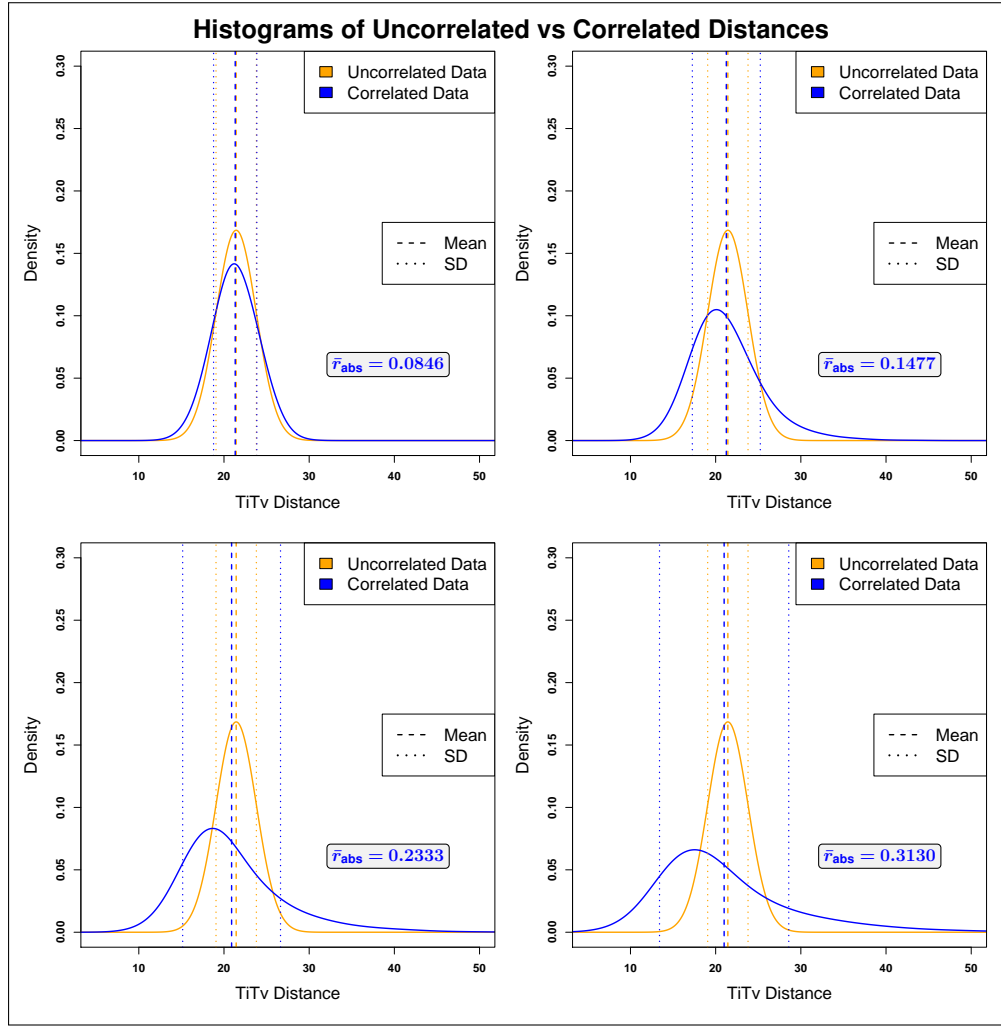 Histograms of Uncorrelated vs Correlated Distances
Uncorrelated Data
Correlated Data
Mean
SD
r̄abs = 0.0846
Density
0.00 0.05 0.10 0.15 0.20 0.25 0.30
10 20 30 40 50
TiTv Distance
Uncorrelated Data
Correlated Data
Mean
SD
r̄abs = 0.1477
Density
0.00 0.05 0.10 0.15 0.20 0.25 0.30
10 20 30 40 50
TiTv Distance
Uncorrelated Data
Correlated Data
Mean
SD
r̄abs = 0.2333
Density
0.00 0.05 0.10 0.15 0.20 0.25 0.30
10 20 30 40 50
TiTv Distance
Uncorrelated Data
Correlated Data
Mean
SD
r̄abs = 0.3130
Density
0.00 0.05 0.10 0.15 0.20 0.25 0.30
10 20 30 40 50
TiTv Distance